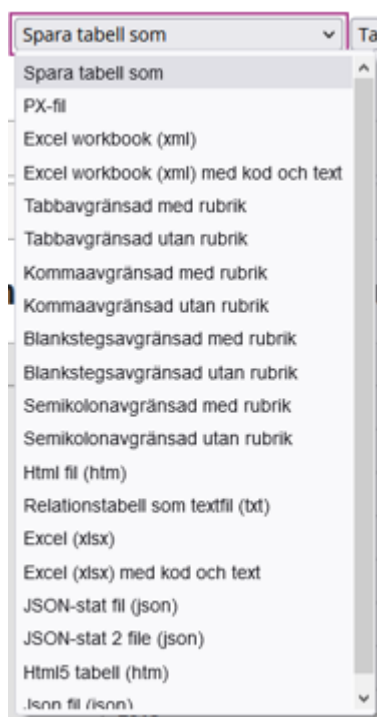 Spara tabell som
Ta
Spara tabell som
PX-fil
Excel workbook (xml)
Excel workbook (xml) med kod och text
Tabbavgränsad med rubrik
Tabbavgränsad utan rubrik
Kommaavgränsad med rubrik
Kommaavgränsad utan rubrik
Blankstegsavgränsad med rubrik
Blankstegsavgränsad utan rubrik
Semikolonavgränsad med rubrik
Semikolonavgränsad utan rubrik
Html fil (htm)
Relationstabell som textfil (txt)
Excel (xlsx)
Excel (xlsx) med kod och text
JSON-stat fil (json)
JSON-stat 2 file (json)
Html5 tabell (htm)
Json fil (json)